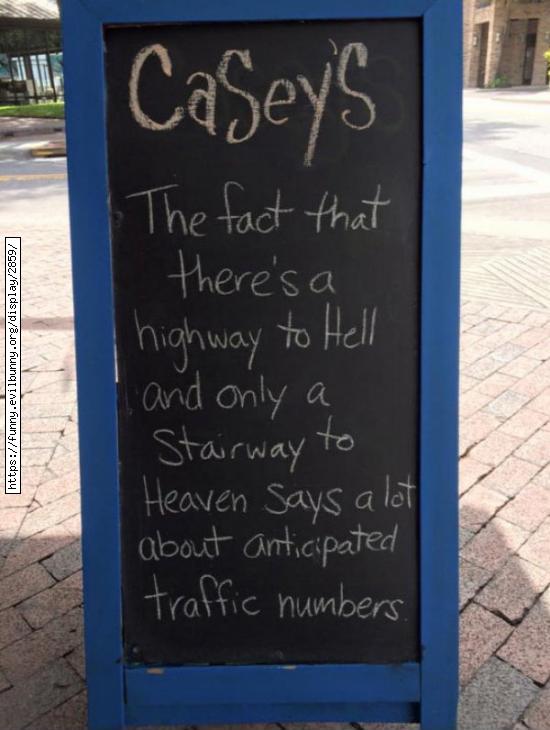 Casey's
The fact that
there's a
highway to Hell
and only a
Stairway to
Heaven says a lot
about anticipated
traffic numbers.
https://funny.evilbunny.org/display/2859/